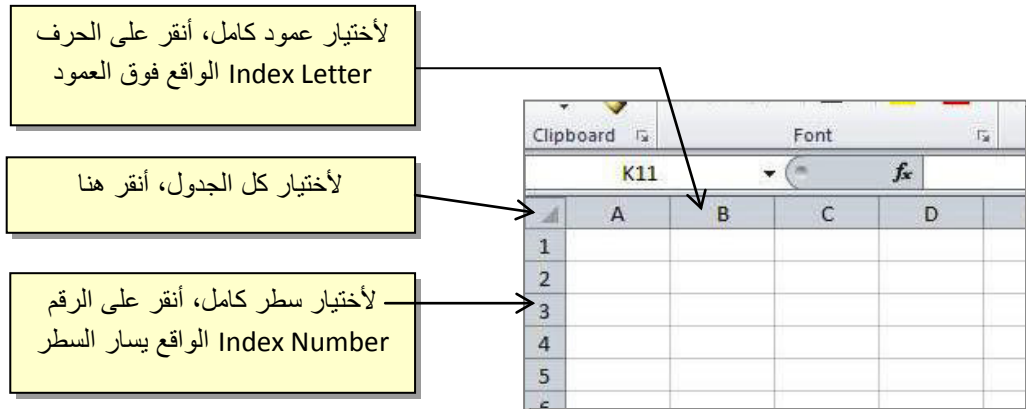 لأختيار عمود كامل، أنقر على الحرف
Index Letter الواقع فوق العمود
لأختيار كل الجدول، أنقر هنا
لأختيار سطر كامل، أنقر على الرقم
Index Number الواقع يسار السطر
Clipboard Font
K11 fx
A B C D
1
2
3
4
5
6